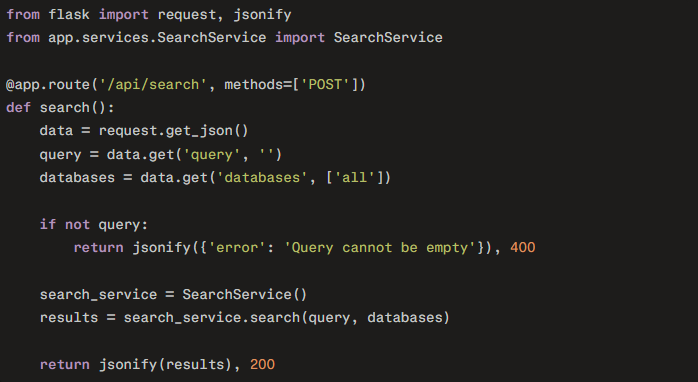 from flask import request, jsonify
from app.services.SearchService import SearchService
@app.route('/api/search', methods=['POST'])
def search():
    data = request.get_json()
    query = data.get('query', '')
    databases = data.get('databases', ['all'])
    if not query:
        return jsonify({'error': 'Query cannot be empty'}), 400
    search_service = SearchService()
    results = search_service.search(query, databases)
    return jsonify(results), 200